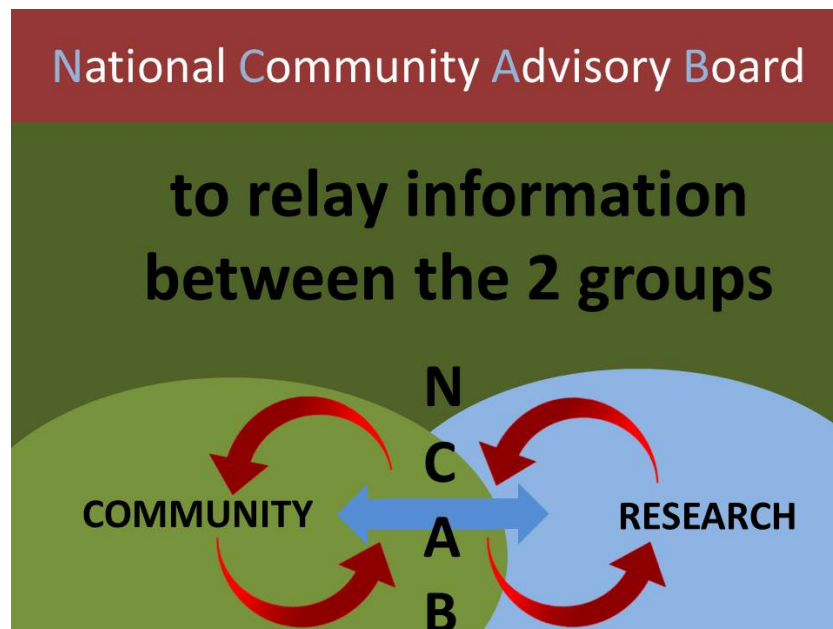 National Community Advisory Board
to relay information
between the 2 groups
N
C
A
B
COMMUNITY
RESEARCH